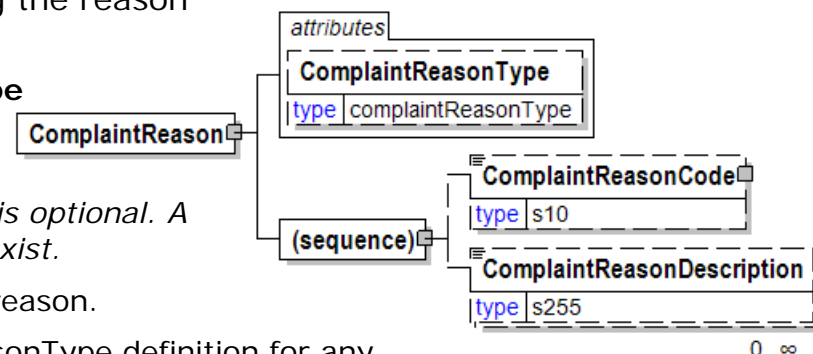 g the reason
pe
is optional. A
xist.
eason.
sonType definition for any
attributes
ComplaintReasonType
type complaintReasonType
ComplaintReason
(sequence)
ComplaintReasonCode
type s10
ComplaintReasonDescription
type s255
0 ∞